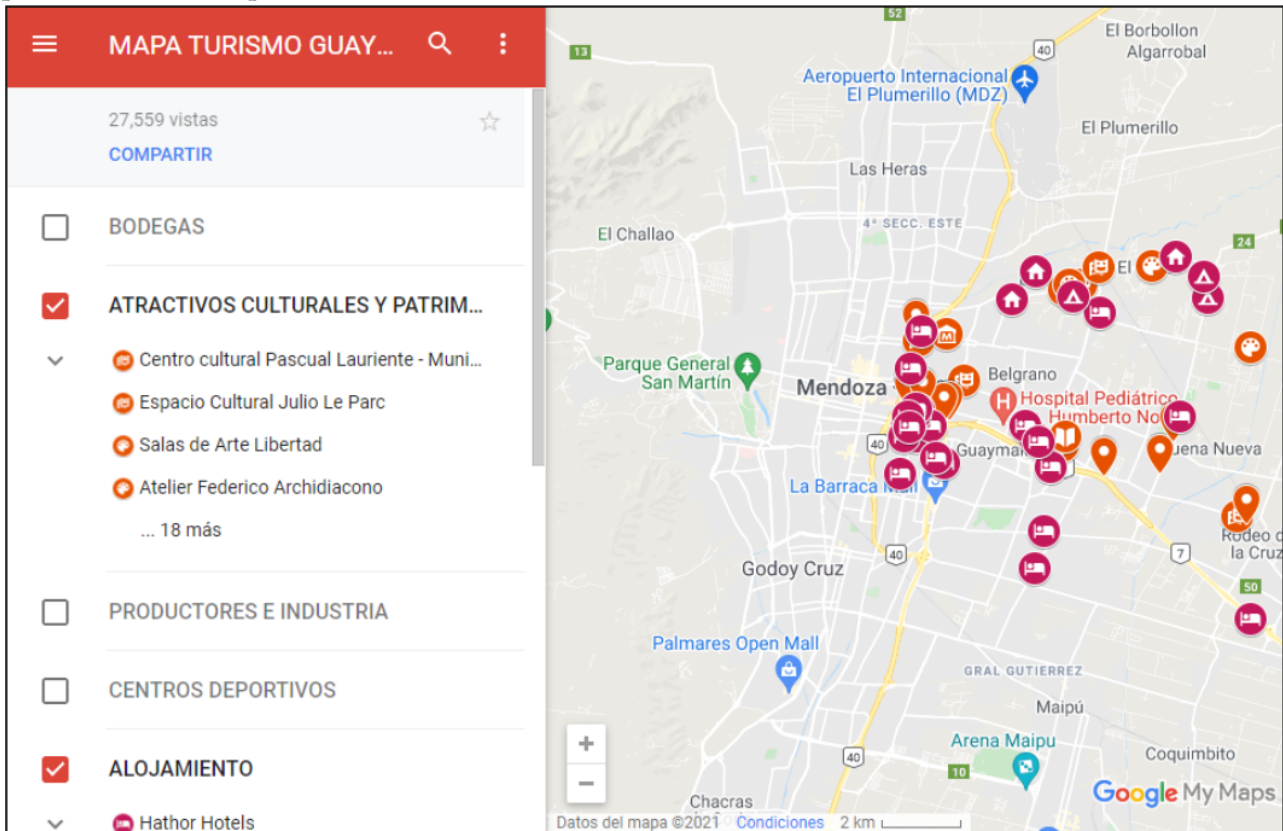 MAPA TURISMO GUAY...
27,559 vistas
COMPARTIR
BODEGAS
ATRACTIVOS CULTURALES Y PATRIM...
Centro cultural Pascual Lauriente - Muni...
Espacio Cultural Julio Le Parc
Salas de Arte Libertad
Atelier Federico Archidiacono
... 18 más
PRODUCTORES E INDUSTRIA
CENTROS DEPORTIVOS
ALOJAMIENTO
Hathor Hotels
52
El Borbollon
Algarrobal
13
40
Aeropuerto Internacional
El Plumerillo (MDZ)
El Plumerillo
Las Heras
4ª SECC. ESTE
El Challao
24
El
M
Parque General
San Martín
Mendoza
Belgrano
H
Hospital Pediátrico
Humberto No
40
Guaymal
uena Nueva
La Barraca Mall
Rodeo d
la Cruz
40
7
Godoy Cruz
50
Palmares Open Mall
GRAL GUTIERREZ
Maipú
Arena Maipu
Coquimbito
40
10
Google My Maps
Chacras
Datos del mapa ©2021
Condiciones
2 km